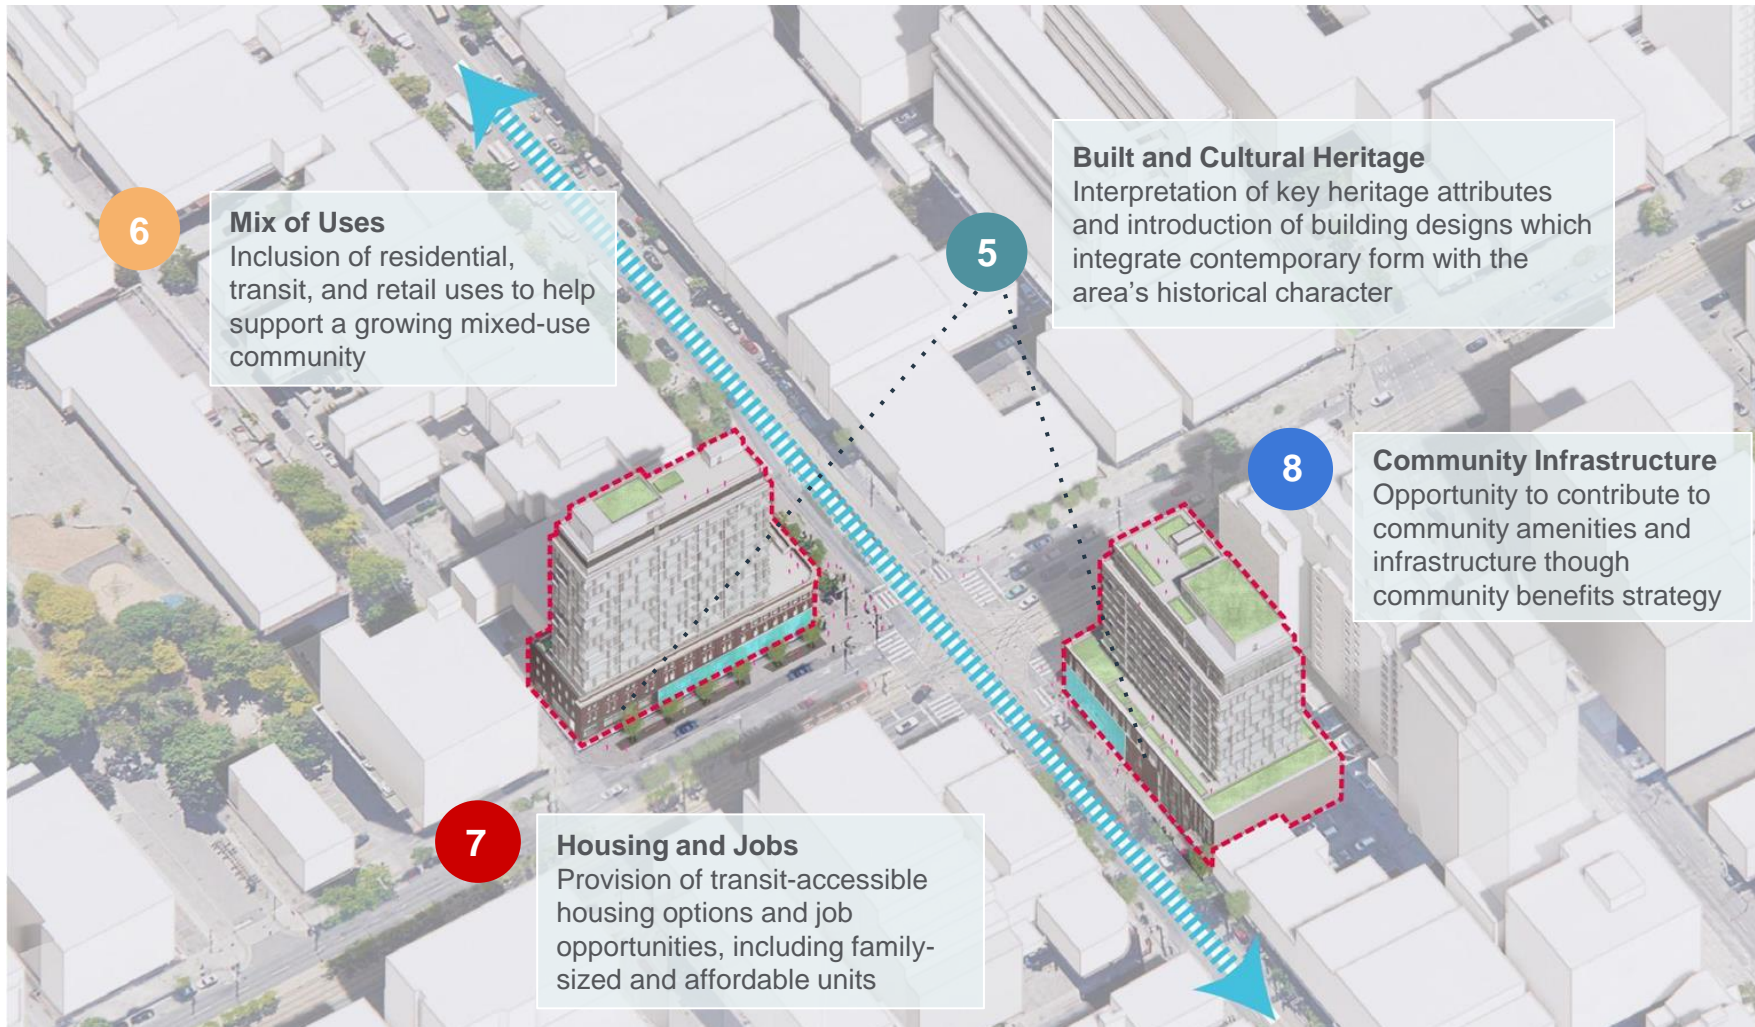 6
Mix of Uses
Inclusion of residential,
transit, and retail uses to help
support a growing mixed-use
community
5
Built and Cultural Heritage
Interpretation of key heritage attributes
and introduction of building designs which
integrate contemporary form with the
area's historical character
8
Community Infrastructure
Opportunity to contribute to
community amenities and
infrastructure though
community benefits strategy
7
Housing and Jobs
Provision of transit-accessible
housing options and job
opportunities, including family-
sized and affordable units